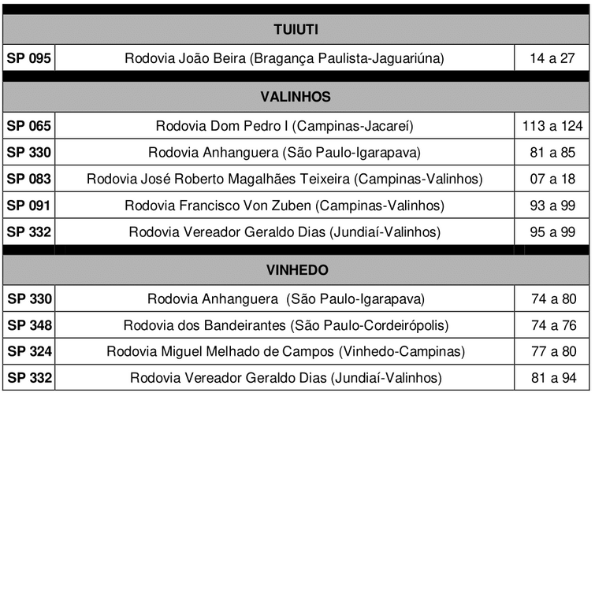 TUIUTI
SP 095 Rodovia João Beira (Bragança Paulista-Jaguariúna) 14 a 27
VALINHOS
SP 065 Rodovia Dom Pedro I (Campinas-Jacareí) 113 a 124
SP 330 Rodovia Anhanguera (São Paulo-Igarapava) 81 a 85
SP 083 Rodovia José Roberto Magalhães Teixeira (Campinas-Valinhos) 07 a 18
SP 091 Rodovia Francisco Von Zuben (Campinas-Valinhos) 93 a 99
SP 332 Rodovia Vereador Geraldo Dias (Jundiaí-Valinhos) 95 a 99
VINHEDO
SP 330 Rodovia Anhanguera (São Paulo-Igarapava) 74 a 80
SP 348 Rodovia dos Bandeirantes (São Paulo-Cordeirópolis) 74 a 76
SP 324 Rodovia Miguel Melhado de Campos (Vinhedo-Campinas) 77 a 80
SP 332 Rodovia Vereador Geraldo Dias (Jundiaí-Valinhos) 81 a 94